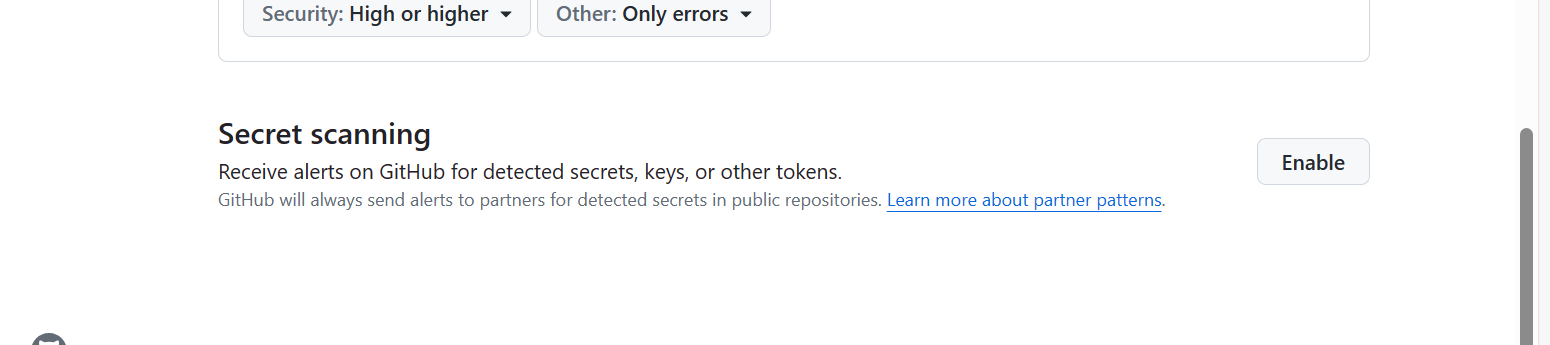 Security: High or higher Other: Only errors
Secret scanning
Receive alerts on GitHub for detected secrets, keys, or other tokens.
Enable
GitHub will always send alerts to partners for detected secrets in public repositories. Learn more about partner patterns.